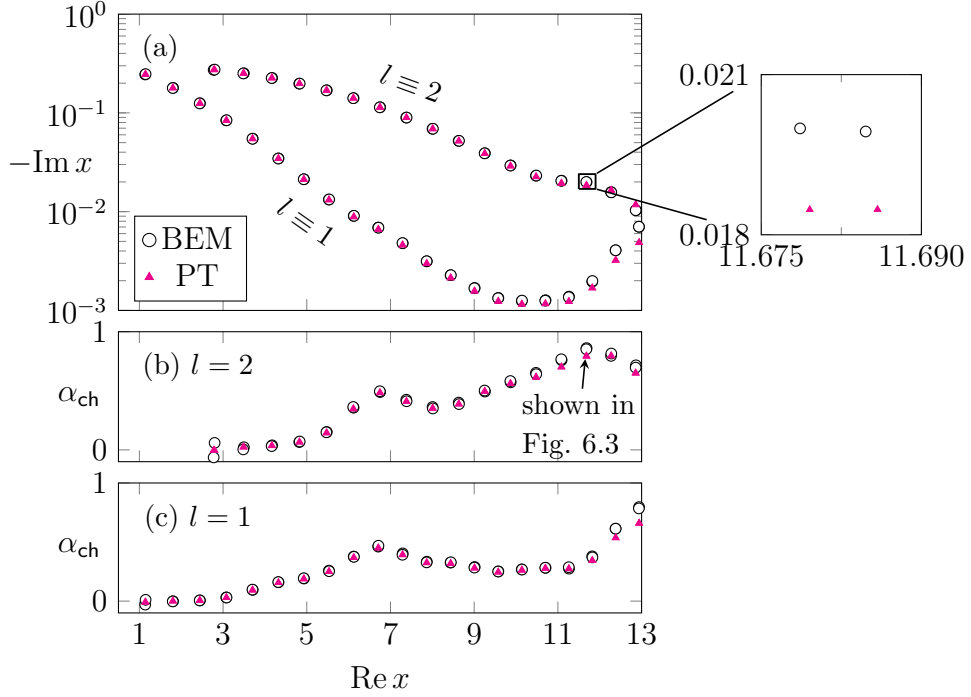 (a)
10⁰
10⁻¹
10⁻²
10⁻³
−Im x
l ≡ 2
l ≡ 1
BEM
PT
0.021
0.018
11.675 11.690
(b) l = 2
1
α_ch
0
shown in
Fig. 6.3
(c) l = 1
1
α_ch
0
1 3 5 7 9 11 13
Re x